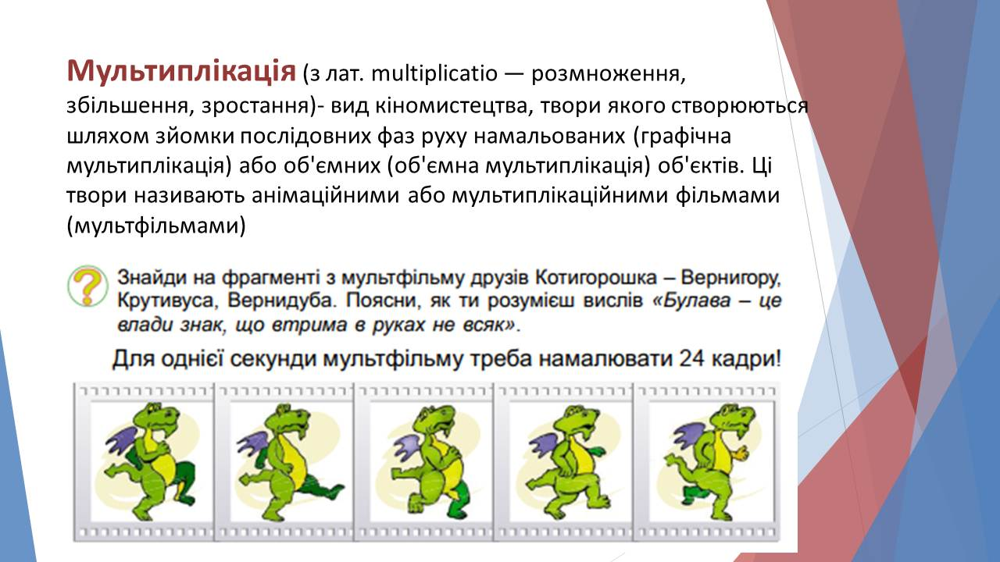 Мультиплікація (з лат. multiplicatio — розмноження,
збільшення, зростання)- вид кіномистецтва, твори якого створюються
шляхом зйомки послідовних фаз руху намальованих (графічна
мультиплікація) або об'ємних (об'ємна мультиплікація) об'єктів. Ці
твори називають анімаційними або мультиплікаційними фільмами
(мультфільмами)
?
Знайди на фрагменті з мультфільму друзів Котигорошка – Вернигору,
Крутивуса, Вернидуба. Поясни, як ти розумієш вислів «Булава – це
влади знак, що втрима в руках не всяк».
Для однієї секунди мультфільму треба намалювати 24 кадри!